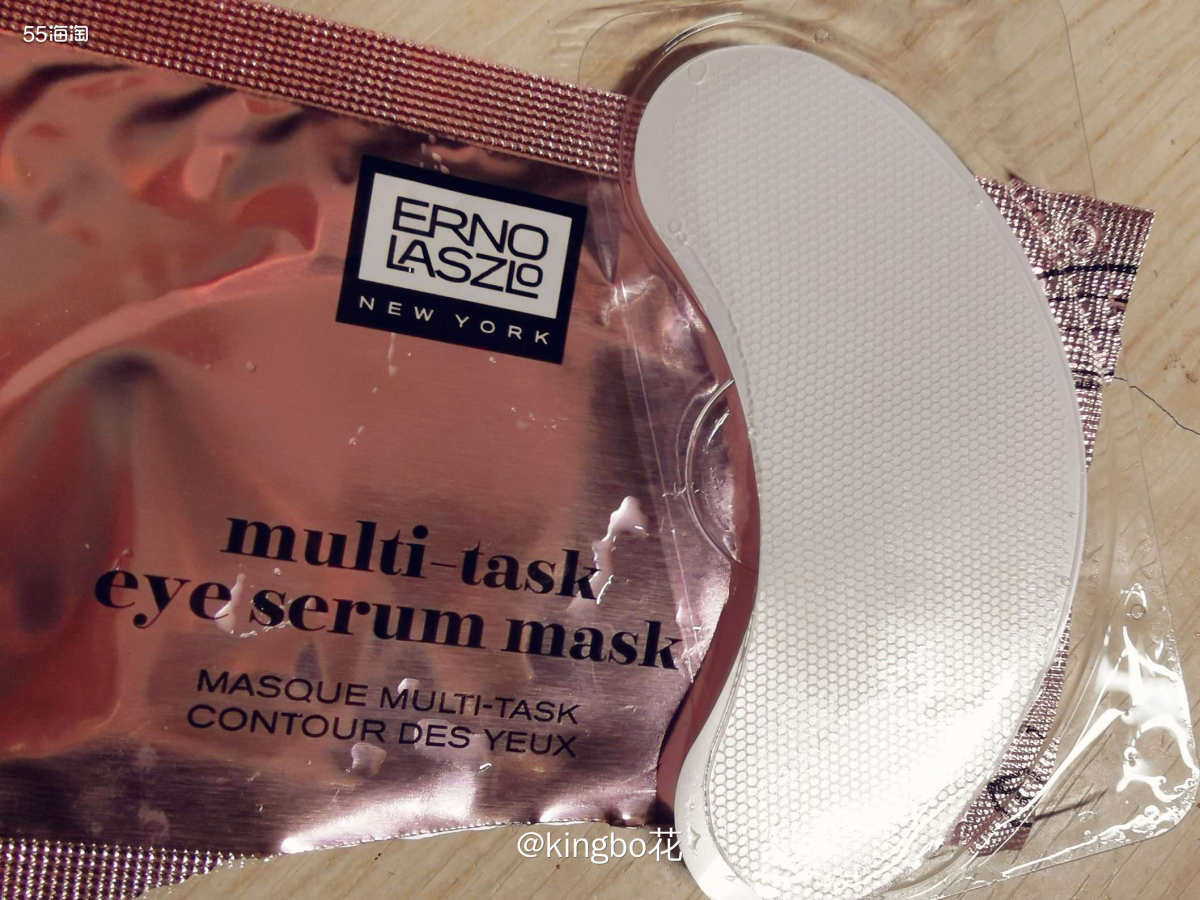 55海淘
ERNO
LASZLO
NEW YORK
multi-task
eye serum mask
MASQUE MULTI-TASK
CONTOUR DES YEUX
@kingbo花